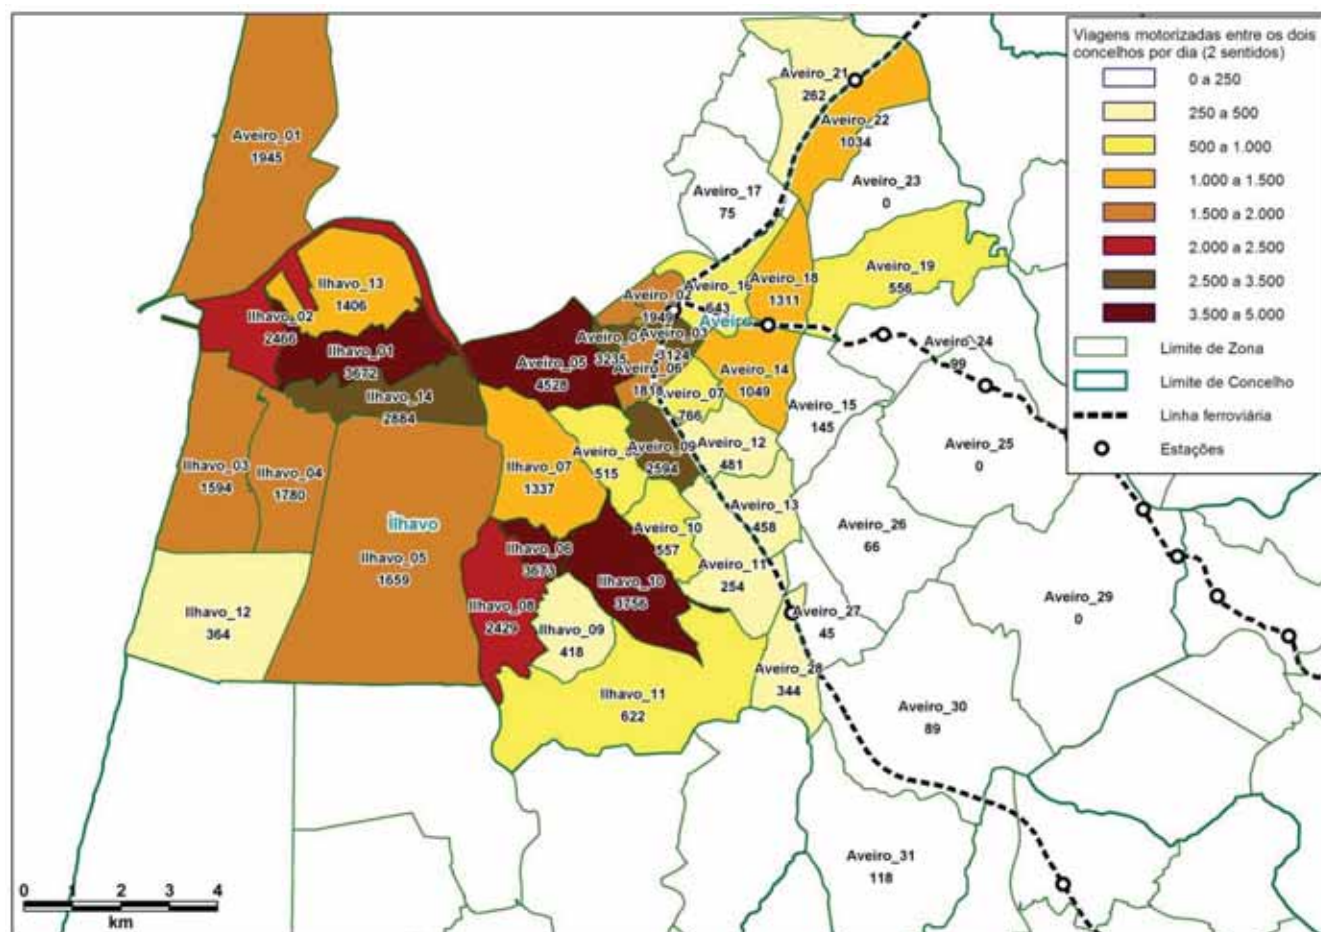 Viagens motorizadas entre os dois
concelhos por dia (2 sentidos)
0 a 250
250 a 500
500 a 1.000
1.000 a 1.500
1.500 a 2.000
2.000 a 2.500
2.500 a 3.500
3.500 a 5.000
Limite de Zona
Limite de Concelho
Linha ferroviária
Estações
Aveiro_21
262
Aveiro_22
1034
Aveiro_01
1945
Aveiro_17
75
Aveiro_23
0
Aveiro_19
556
Ilhavo_13
1406
Aveiro_16
643
Aveiro_18
1311
Aveiro_02
1949
Aveiro
Ilhavo_02
2466
Ilhavo_01
3672
Aveiro_05
4528
3235
Aveiro_03
3124
Aveiro_06
1818
Aveiro_24
99
Aveiro_14
1049
Ilhavo_14
2884
Aveiro_07
766
Aveiro_15
145
Aveiro_25
0
Ilhavo_03
1594
Ilhavo_04
1780
Ilhavo_07
1337
515
Aveiro_09
2594
Aveiro_12
481
Aveiro_13
458
Aveiro_26
66
Ílhavo
Ilhavo_05
1659
Ilhavo_06
3673
Aveiro_10
557
Aveiro_11
254
Ilhavo_10
3756
Ilhavo_12
364
Ilhavo_08
2429
Ilhavo_09
418
Aveiro_27
45
Aveiro_29
0
Aveiro_28
344
Ilhavo_11
622
Aveiro_30
89
Aveiro_31
118
0 1 2 3 4
km